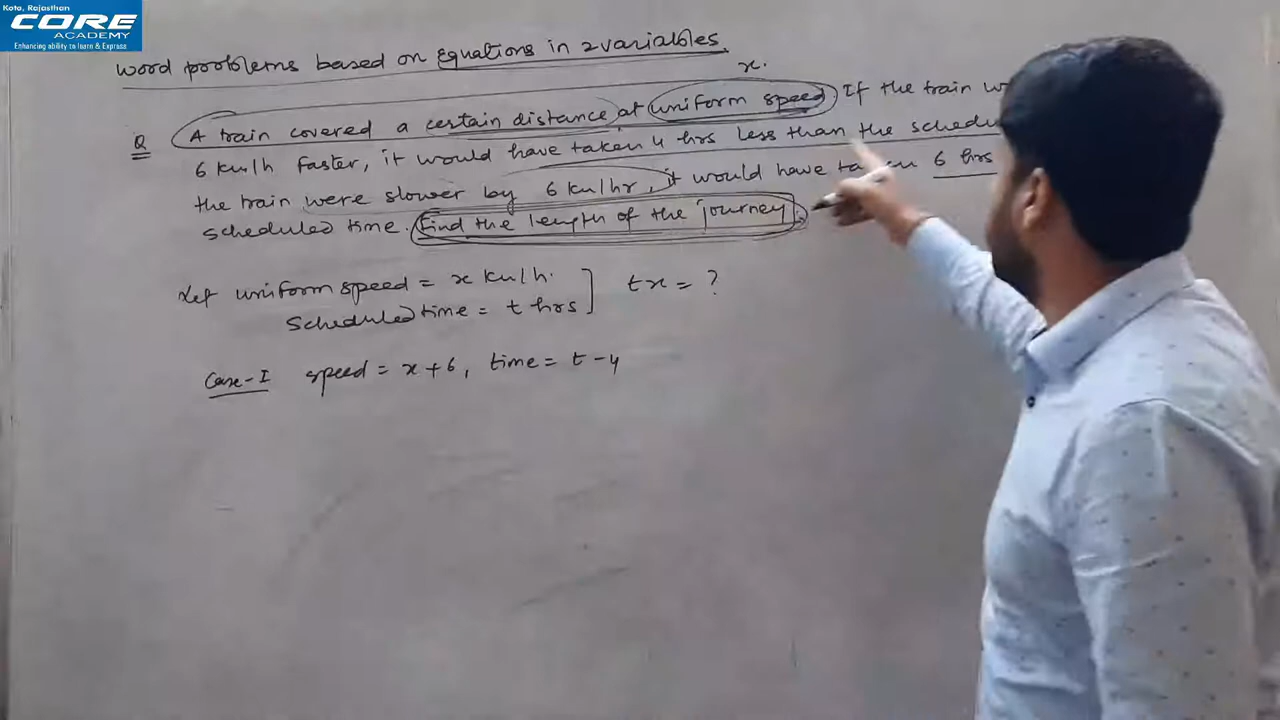 Kota, Rajasthan
CORE
ACADEMY
Enhancing ability to learn & Express
Word problems based on Equations in 2 variables.
x.
Q A train covered a certain distance at uniform speed If the train
6 km/h faster, it would have taken 4 hrs less than the
the train were slower by 6 km/hr, it would have taken 6 hrs
scheduled time. Find the length of the journey.
Let uniform speed = x km/h.
Scheduled time = t hrs ] tx = ?
Case-I speed = x + 6, time = t - 4